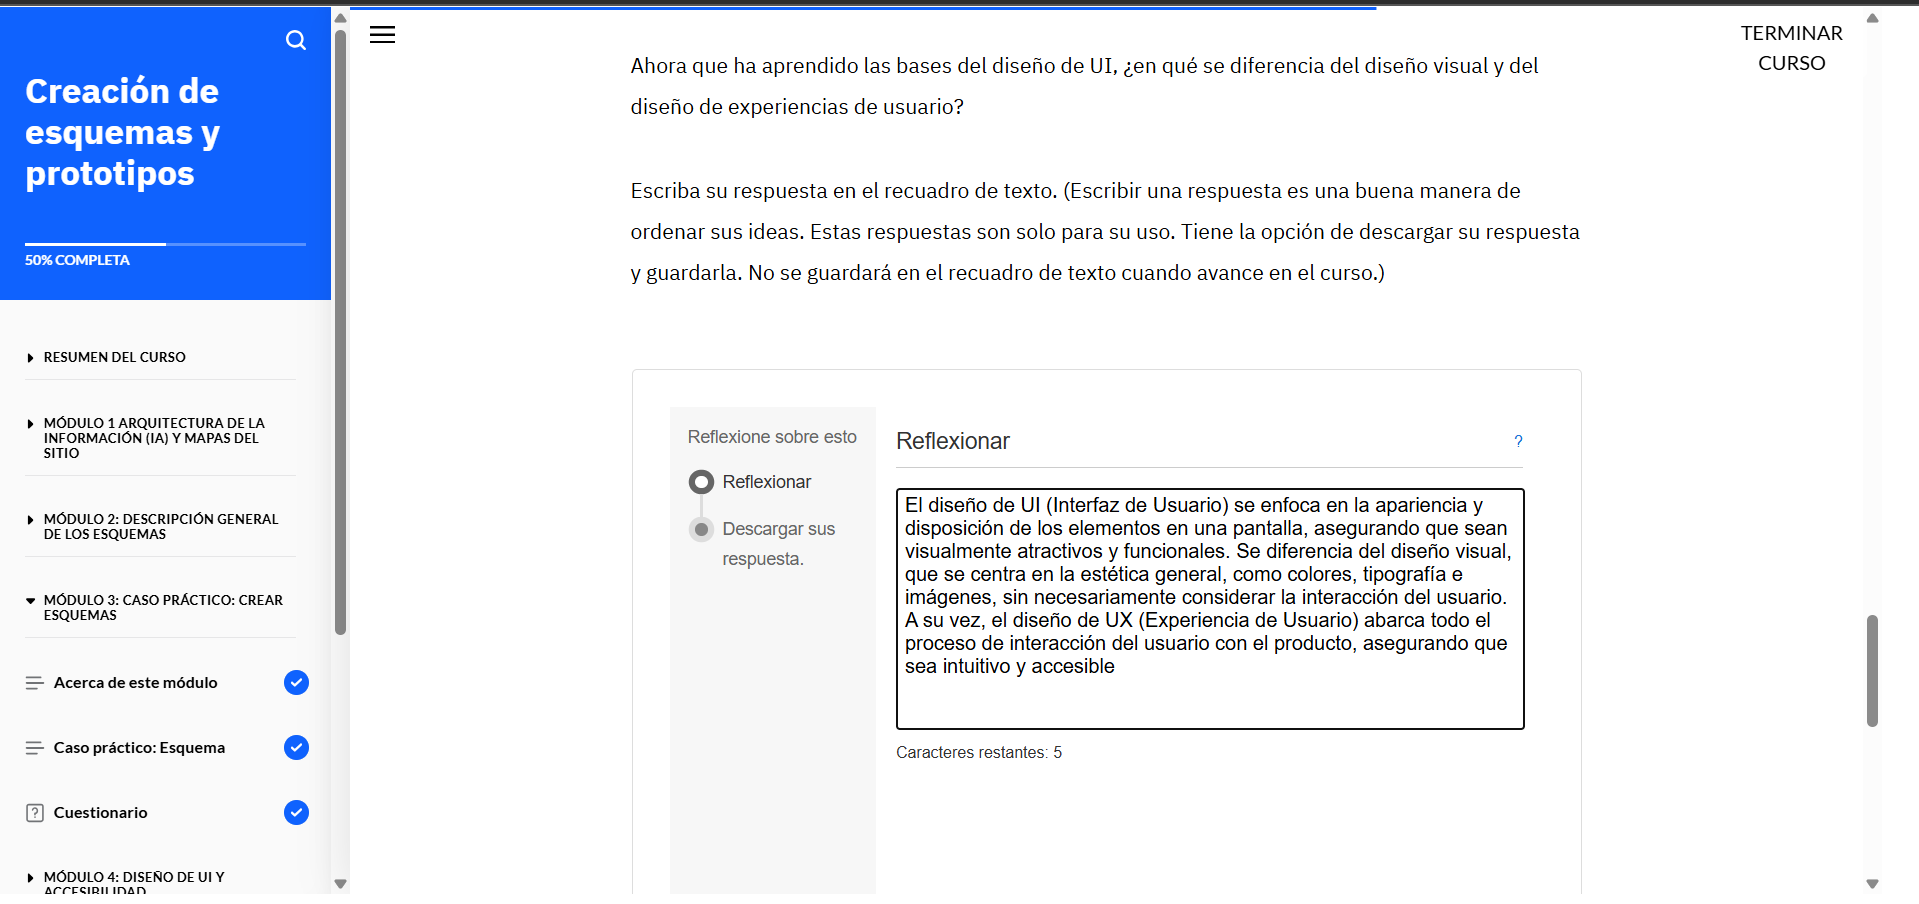 Creación de
esquemas y
prototipos
50% COMPLETA
RESUMEN DEL CURSO
MÓDULO 1 ARQUITECTURA DE LA
INFORMACIÓN (IA) Y MAPAS DEL
SITIO
MÓDULO 2: DESCRIPCIÓN GENERAL
DE LOS ESQUEMAS
MÓDULO 3: CASO PRÁCTICO: CREAR
ESQUEMAS
Acerca de este módulo
Caso práctico: Esquema
Cuestionario
MÓDULO 4: DISEÑO DE UI Y
ACCESIBILIDAD
TERMINAR
CURSO
Ahora que ha aprendido las bases del diseño de UI, ¿en qué se diferencia del diseño visual y del
diseño de experiencias de usuario?
Escriba su respuesta en el recuadro de texto. (Escribir una respuesta es una buena manera de
ordenar sus ideas. Estas respuestas son solo para su uso. Tiene la opción de descargar su respuesta
y guardarla. No se guardará en el recuadro de texto cuando avance en el curso.)
Reflexione sobre esto
Reflexionar
Descargar sus
respuesta.
Reflexionar
?
El diseño de UI (Interfaz de Usuario) se enfoca en la apariencia y
disposición de los elementos en una pantalla, asegurando que sean
visualmente atractivos y funcionales. Se diferencia del diseño visual,
que se centra en la estética general, como colores, tipografía e
imágenes, sin necesariamente considerar la interacción del usuario.
A su vez, el diseño de UX (Experiencia de Usuario) abarca todo el
proceso de interacción del usuario con el producto, asegurando que
sea intuitivo y accesible
Caracteres restantes: 5